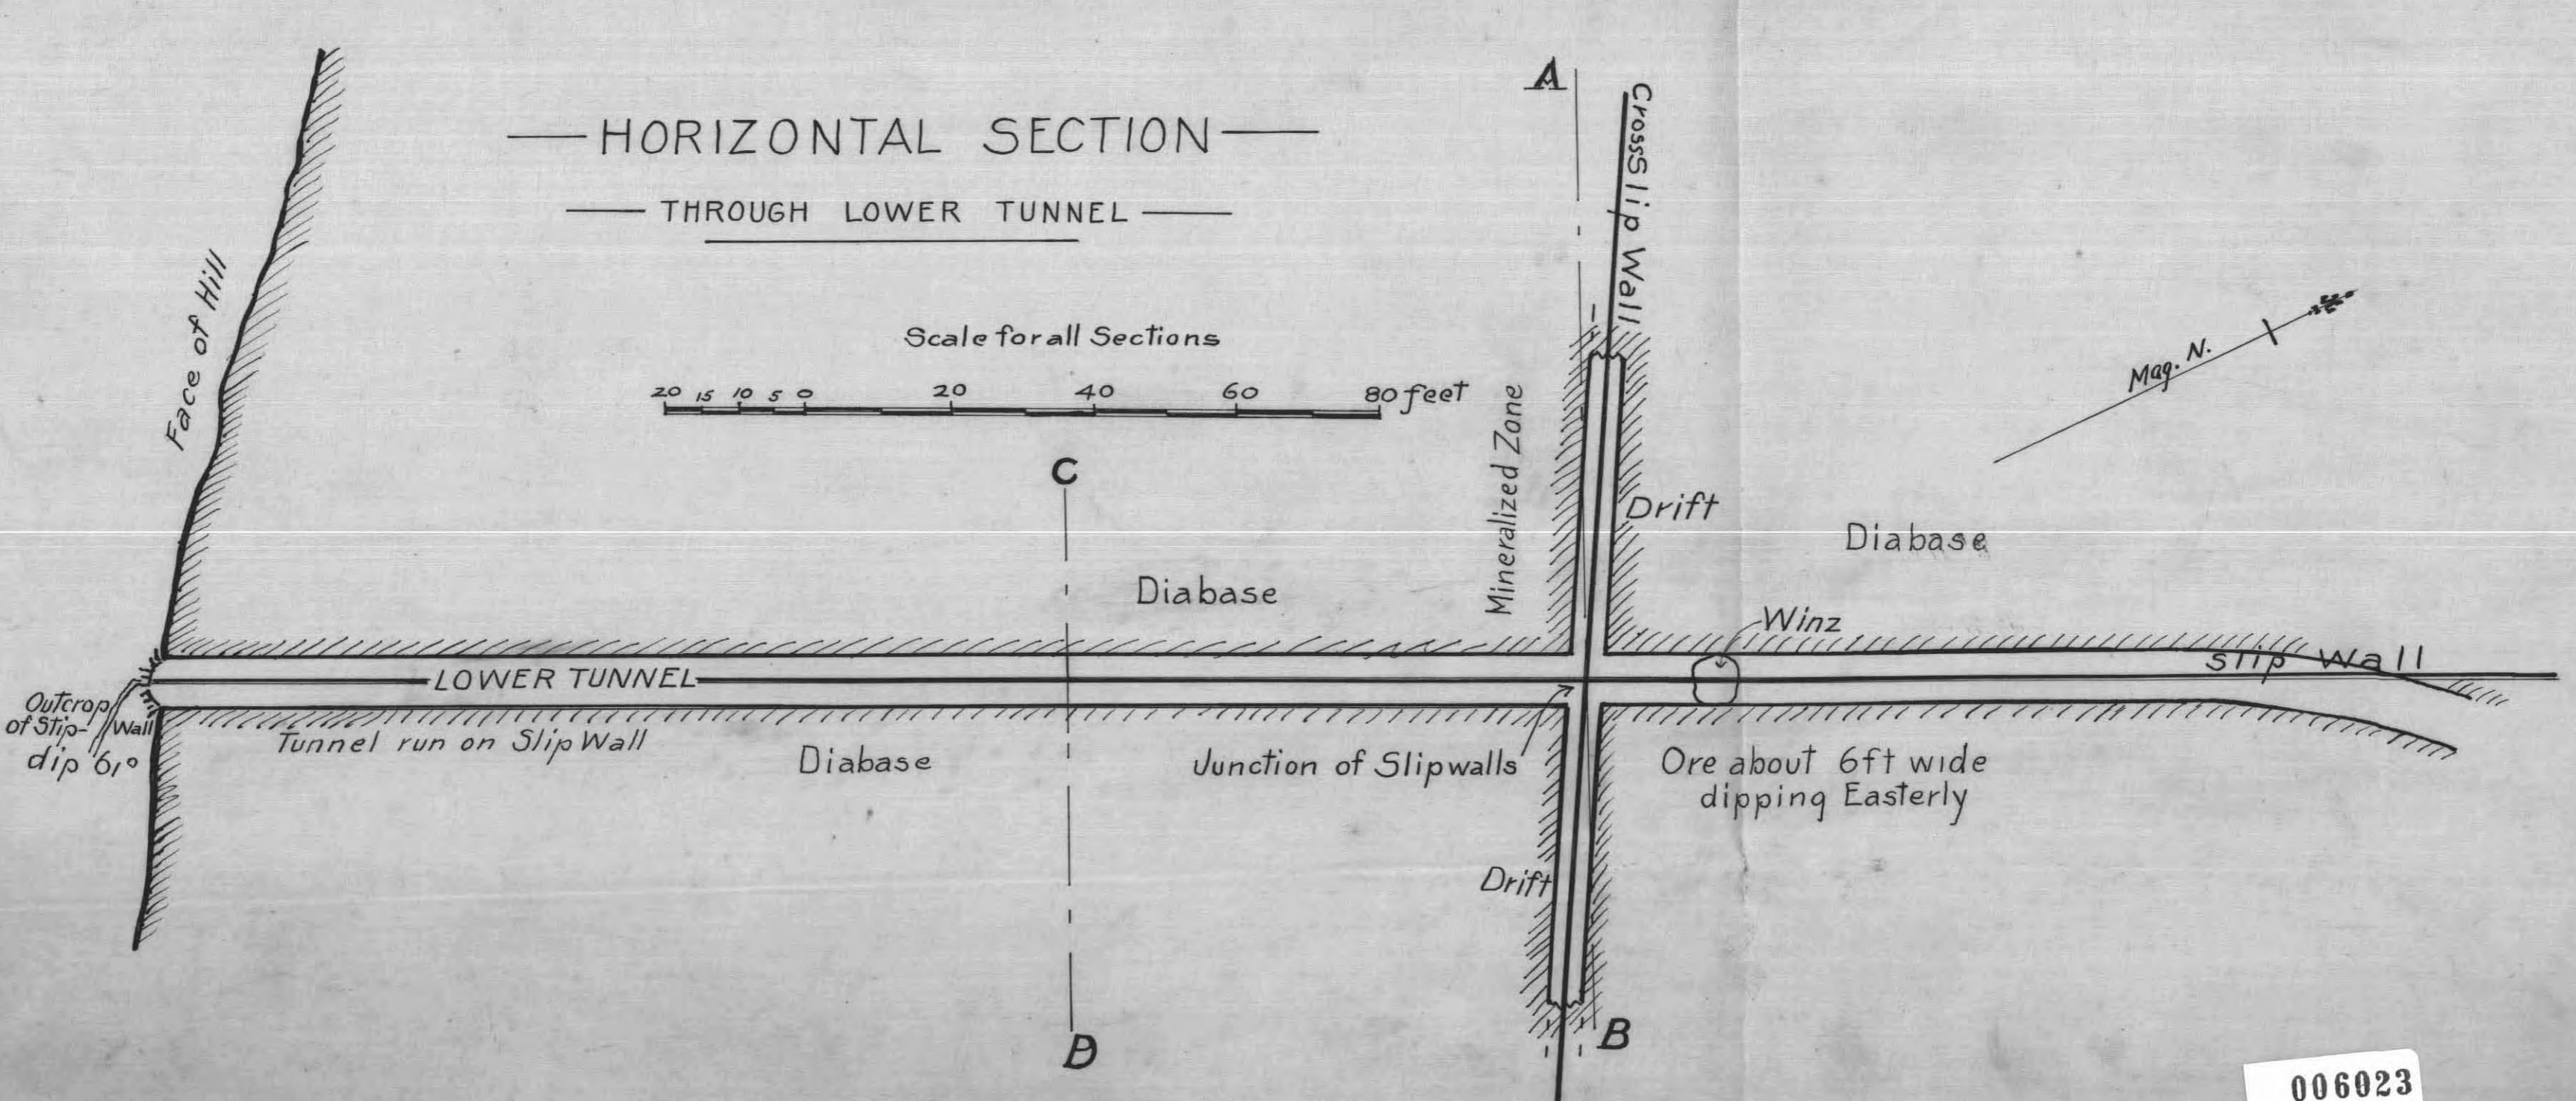 HORIZONTAL SECTION
THROUGH LOWER TUNNEL
Scale for all Sections
20 15 10 5 0 20 40 60 80 feet
A
Cross Slip Wall
Face of Hill
Mag. N.
C
Mineralized Zone
Drift
Diabase
Diabase
Winz
Slip Wall
LOWER TUNNEL
Outcrop
of Slip-Wall
dip 61°
Tunnel run on Slip Wall
Diabase
Junction of Slipwalls
Ore about 6ft wide
dipping Easterly
Drift
D
B
006023